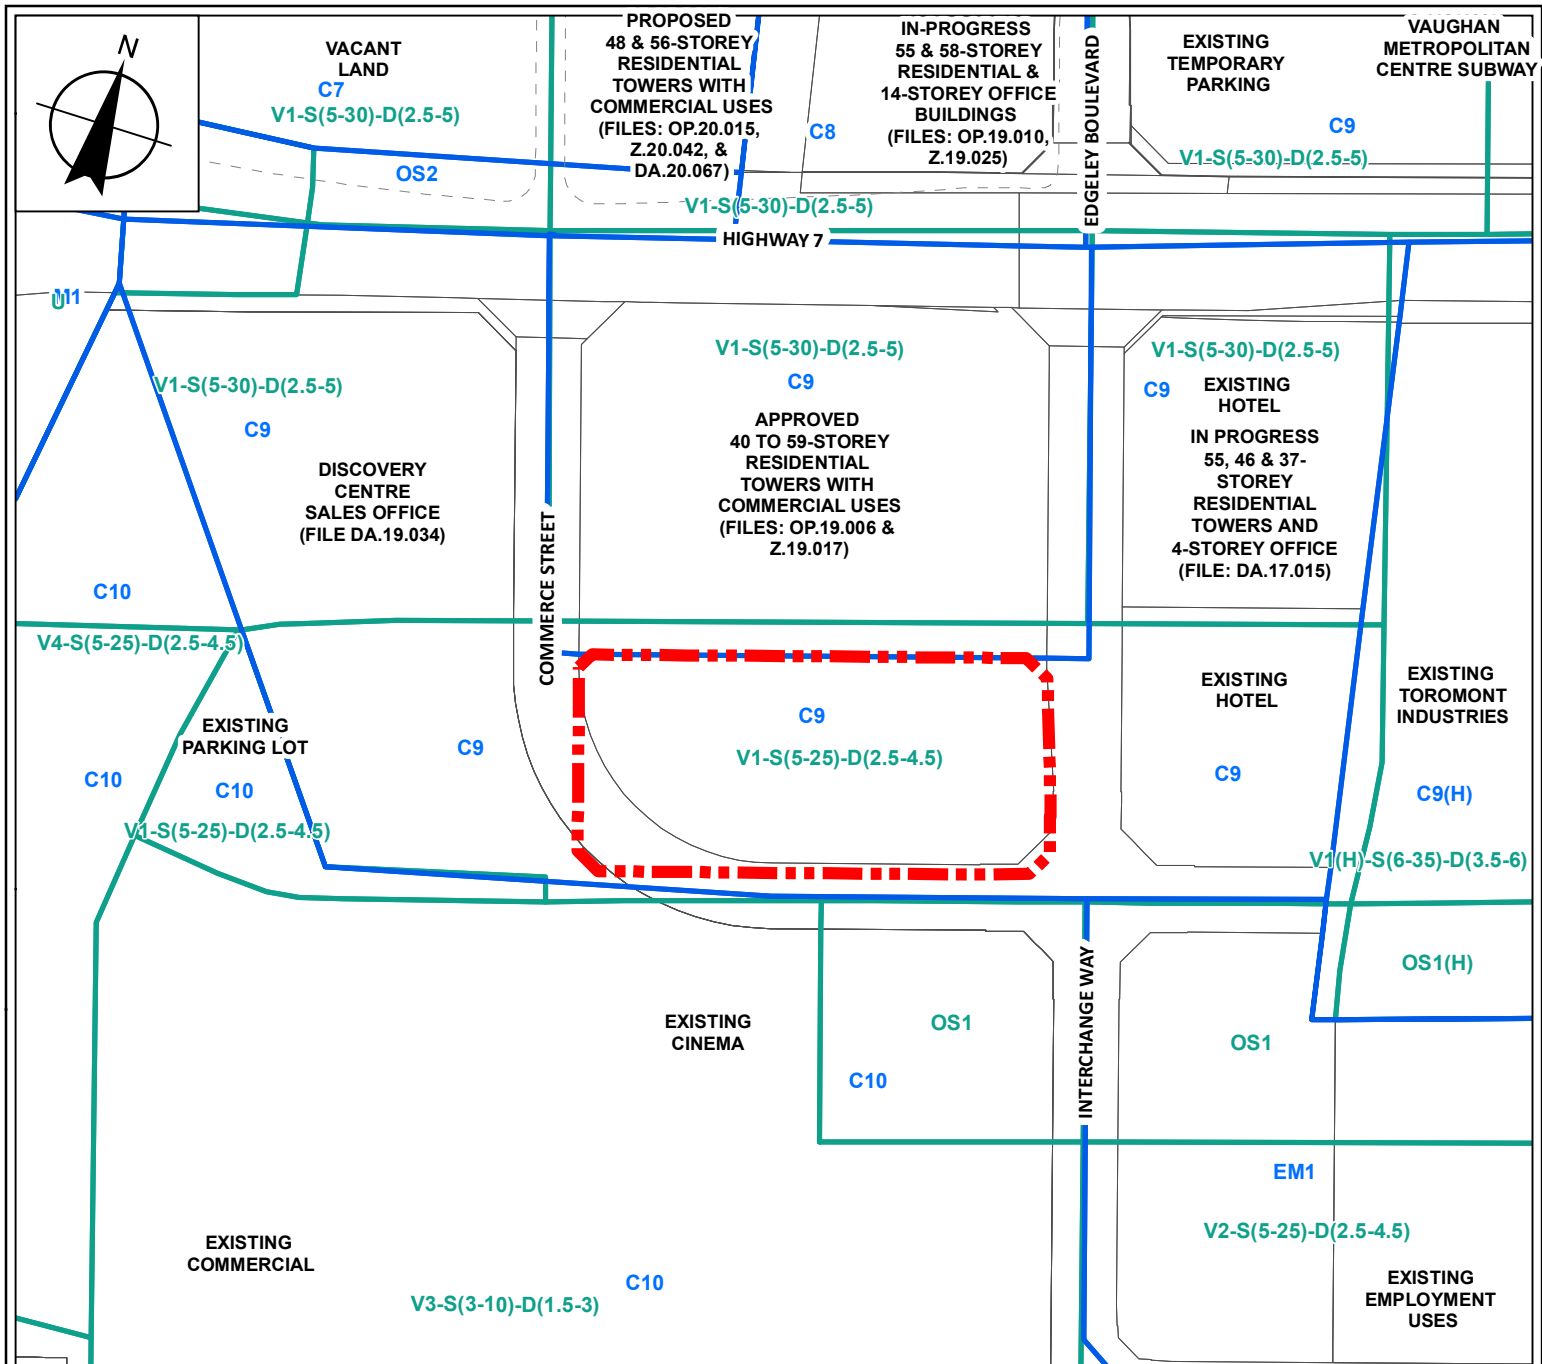 N
VACANT
LAND
C7
V1-S(5-30)-D(2.5-5)
OS2
PROPOSED
48 & 56-STOREY
RESIDENTIAL
TOWERS WITH
COMMERCIAL USES
(FILES: OP.20.015,
Z.20.042, &
DA.20.067)
C8
IN-PROGRESS
55 & 58-STOREY
RESIDENTIAL &
14-STOREY OFFICE
BUILDINGS
(FILES: OP.19.010,
Z.19.025)
EDGELEY BOULEVARD
EXISTING
TEMPORARY
PARKING
C9
V1-S(5-30)-D(2.5-5)
VAUGHAN
METROPOLITAN
CENTRE SUBWAY
V1-S(5-30)-D(2.5-5)
HIGHWAY 7
M1
U
V1-S(5-30)-D(2.5-5)
C9
DISCOVERY
CENTRE
SALES OFFICE
(FILE DA.19.034)
C10
COMMERCE STREET
V1-S(5-30)-D(2.5-5)
C9
APPROVED
40 TO 59-STOREY
RESIDENTIAL
TOWERS WITH
COMMERCIAL USES
(FILES: OP.19.006 &
Z.19.017)
V1-S(5-30)-D(2.5-5)
C9
EXISTING
HOTEL
IN PROGRESS
55, 46 & 37-
STOREY
RESIDENTIAL
TOWERS AND
4-STOREY OFFICE
(FILE: DA.17.015)
V4-S(5-25)-D(2.5-4.5)
EXISTING
PARKING LOT
C9
C10
C10
V1-S(5-25)-D(2.5-4.5)
C9
V1-S(5-25)-D(2.5-4.5)
EXISTING
HOTEL
C9
EXISTING
TOROMONT
INDUSTRIES
C9(H)
V1(H)-S(6-35)-D(3.5-6)
OS1(H)
EXISTING
CINEMA
OS1
C10
INTERCHANGE WAY
OS1
EM1
V2-S(5-25)-D(2.5-4.5)
EXISTING
COMMERCIAL
C10
V3-S(3-10)-D(1.5-3)
EXISTING
EMPLOYMENT
USES